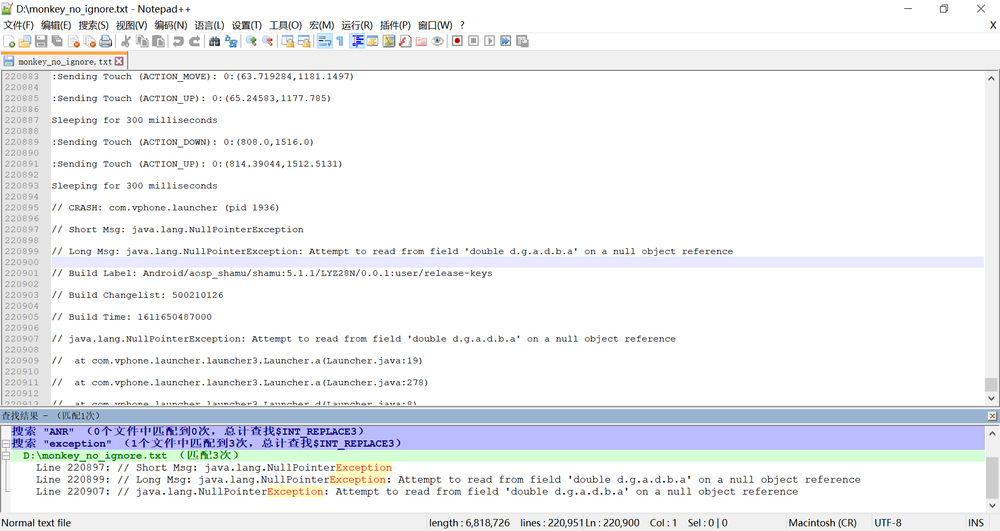 D:\monkey_no_ignore.txt - Notepad++
文件(F) 编辑(E) 搜索(S) 视图(V) 编码(N) 语言(L) 设置(T) 工具(O) 宏(M) 运行(R) 插件(P) 窗口(W) ? X
monkey_no_ignore.txt
220883 :Sending Touch (ACTION_MOVE): 0:(63.719284,1181.1497)
220884
220885 :Sending Touch (ACTION_UP): 0:(65.24583,1177.785)
220886
220887 Sleeping for 300 milliseconds
220888
220889 :Sending Touch (ACTION_DOWN): 0:(808.0,1516.0)
220890
220891 :Sending Touch (ACTION_UP): 0:(814.39044,1512.5131)
220892
220893 Sleeping for 300 milliseconds
220894
220895 // CRASH: com.vphone.launcher (pid 1936)
220896
220897 // Short Msg: java.lang.NullPointerException
220898
220899 // Long Msg: java.lang.NullPointerException: Attempt to read from field 'double d.g.a.d.b.a' on a null object reference
220900
220901 // Build Label: Android/aosp_shamu/shamu:5.1.1/LYZ28N/0.0.1:user/release-keys
220902
220903 // Build Changelist: 500210126
220904
220905 // Build Time: 1611650487000
220906
220907 // java.lang.NullPointerException: Attempt to read from field 'double d.g.a.d.b.a' on a null object reference
220908
220909 //  at com.vphone.launcher.launcher3.Launcher.a(Launcher.java:19)
220910
220911 //  at com.vphone.launcher.launcher3.Launcher.a(Launcher.java:278)
220912
220913 //  at com.vphone.launcher.launcher3.Launcher.d(Launcher.java:8)
查找结果 - （匹配1次）
搜索 "ANR" （0个文件中匹配到0次，总计查找$INT_REPLACE3）
搜索 "exception" （1个文件中匹配到3次，总计查找$INT_REPLACE3）
D:\monkey_no_ignore.txt （匹配3次）
Line 220897: // Short Msg: java.lang.NullPointerException
Line 220899: // Long Msg: java.lang.NullPointerException: Attempt to read from field 'double d.g.a.d.b.a' on a null object reference
Line 220907: // java.lang.NullPointerException: Attempt to read from field 'double d.g.a.d.b.a' on a null object reference
Normal text file length : 6,818,726 lines : 220,951 Ln : 220,900 Col : 1 Sel : 0 | 0 Macintosh (CR) UTF-8 INS